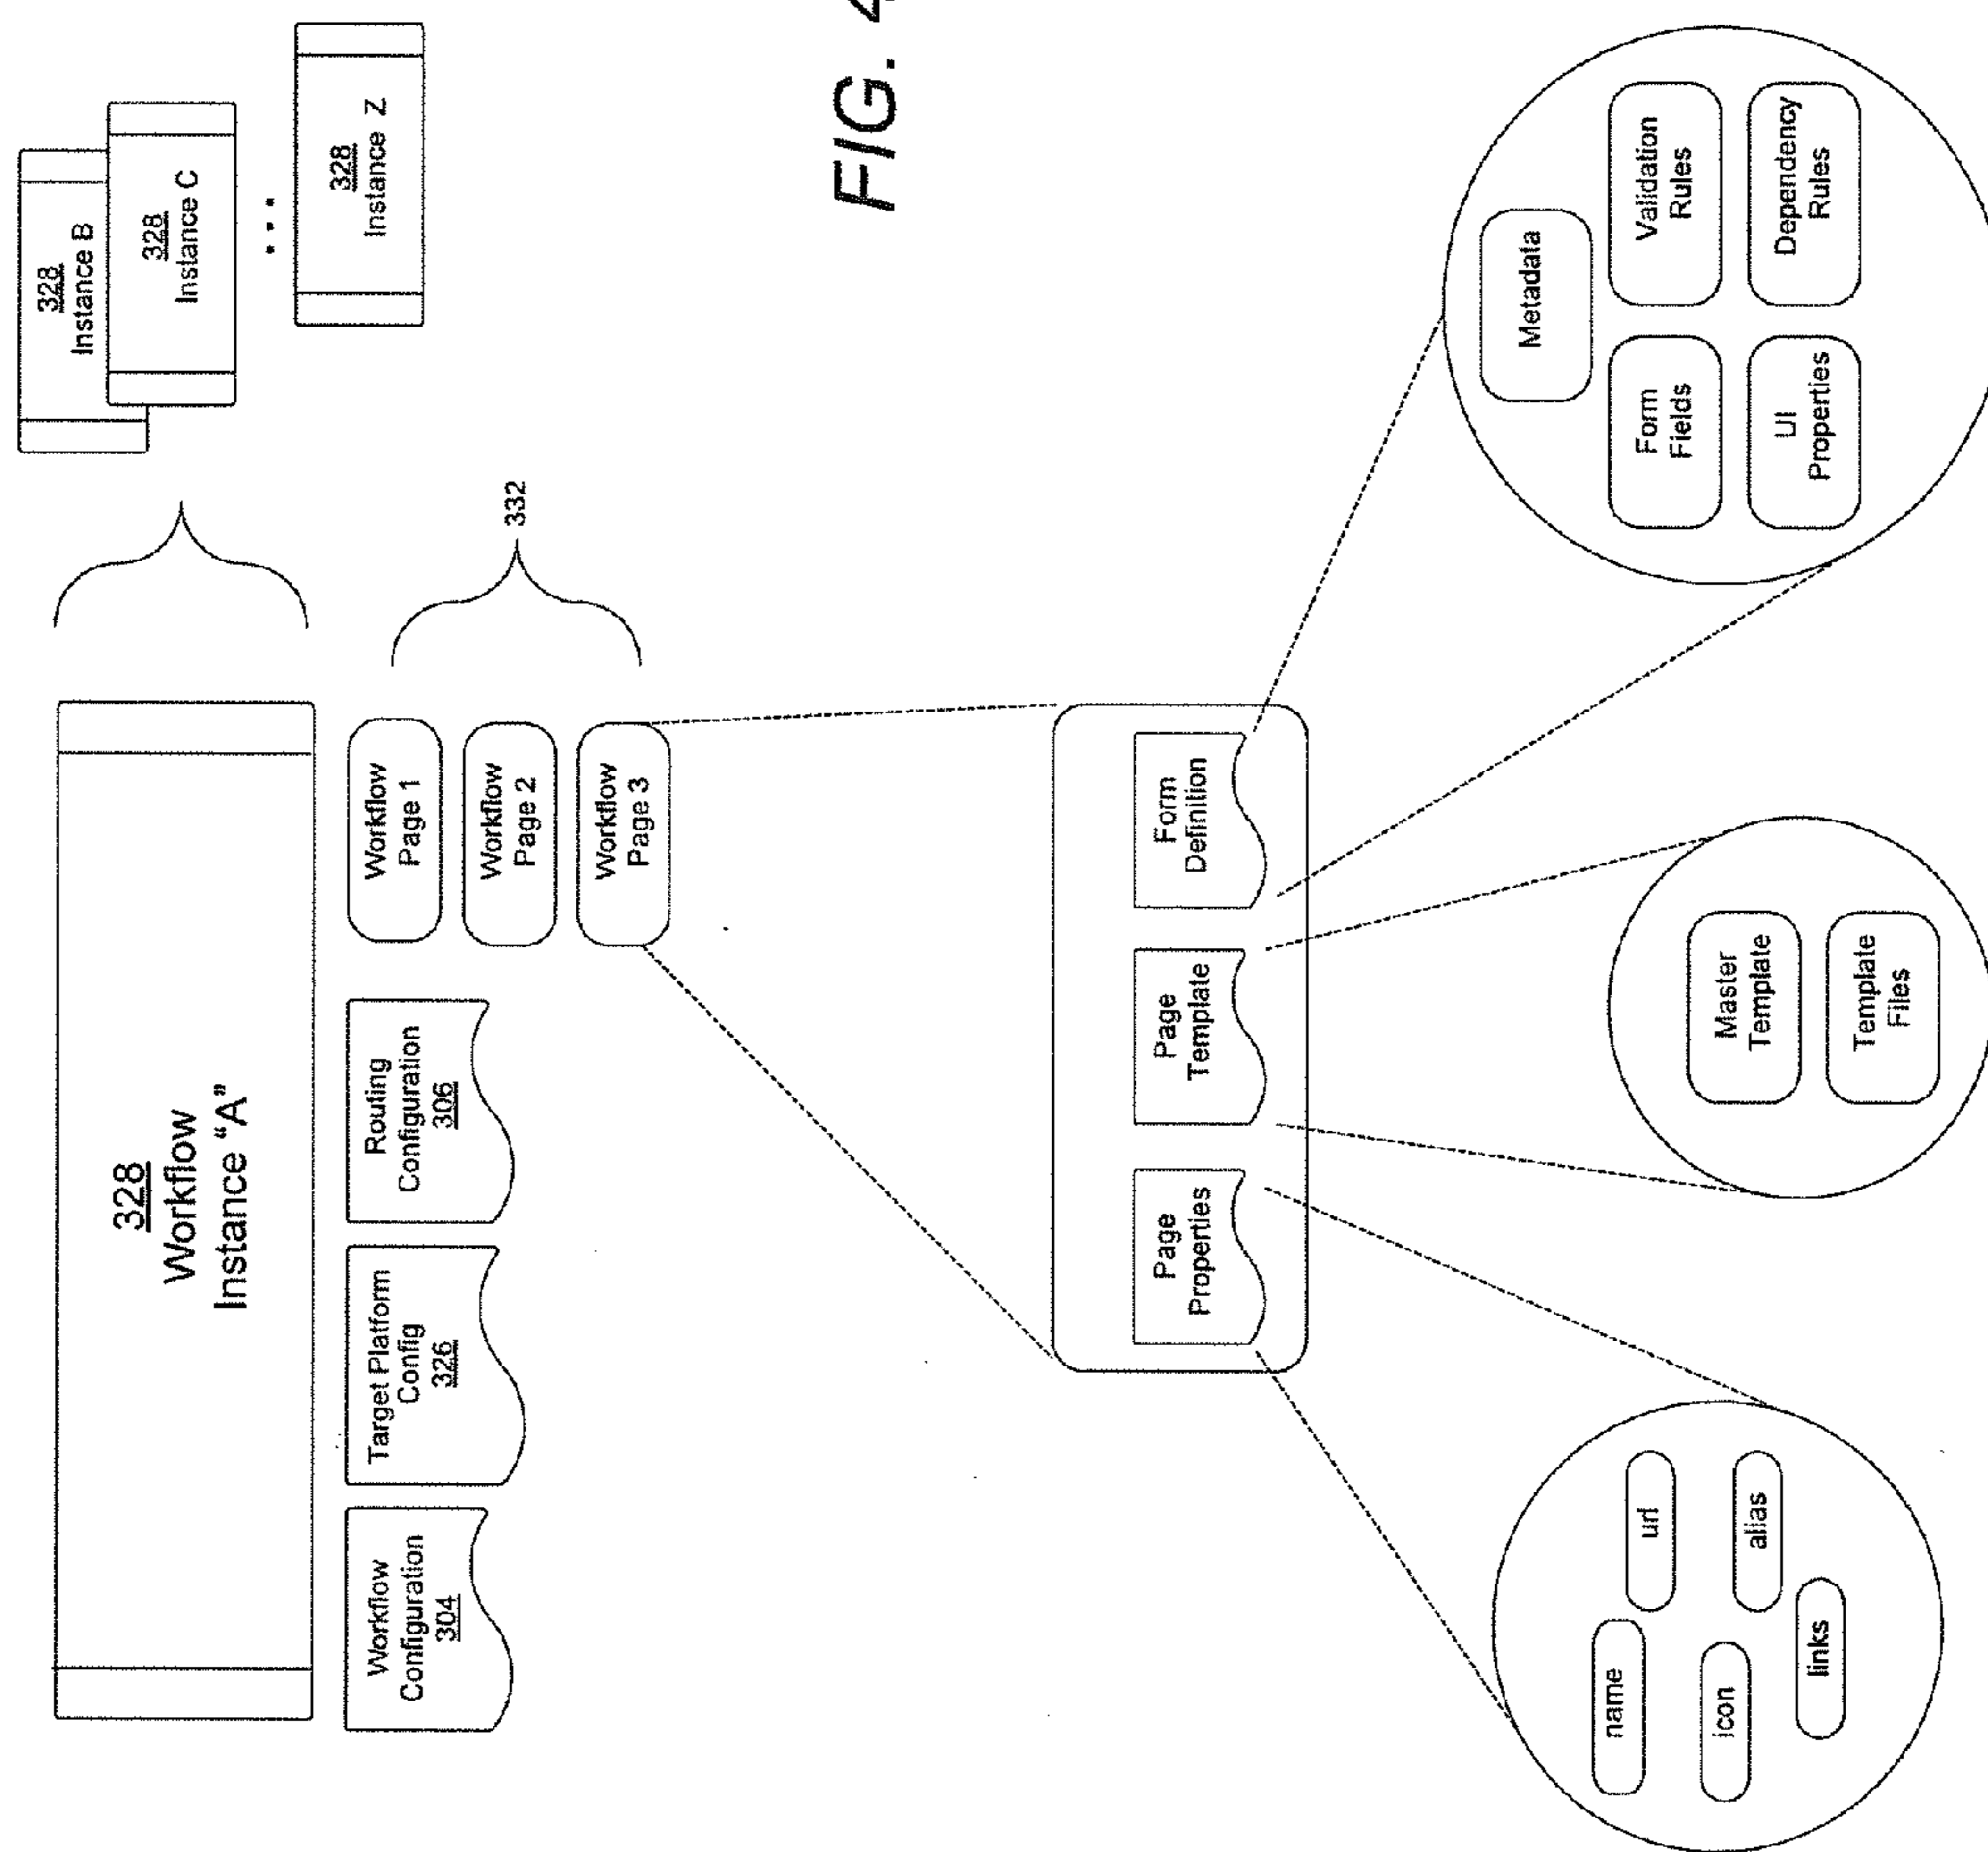 328
Workflow
Instance "A"
328
Instance B
328
Instance C
...
328
Instance Z
Workflow
Configuration
304
Target Platform
Config
326
Routing
Configuration
306
Workflow
Page 1
Workflow
Page 2
Workflow
Page 3
332
FIG. 4
Page
Properties
Page
Template
Form
Definition
name
url
icon
alias
links
Master
Template
Template
Files
Metadata
Form
Fields
Validation
Rules
UI
Properties
Dependency
Rules